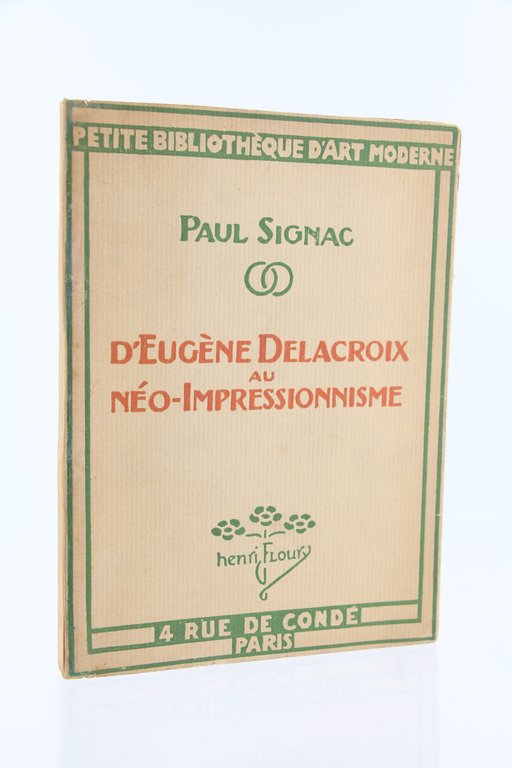 PETITE BIBLIOTHÈQUE D'ART MODERNE
PAUL SIGNAC
D'EUGÈNE DELACROIX
AU
NÉO-IMPRESSIONNISME
henri FLOURY
4 RUE DE CONDÉ
PARIS